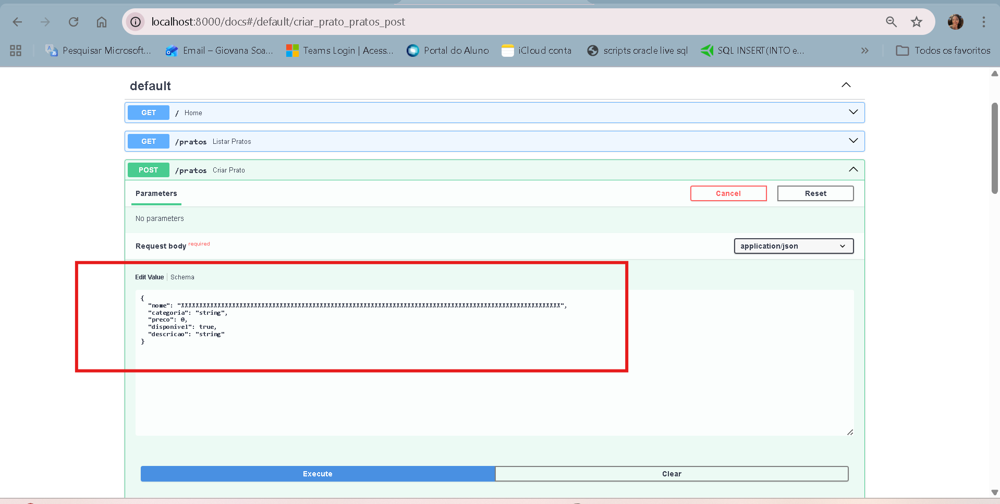 localhost:8000/docs#/default/criar_prato_pratos_post
Pesquisar Microsoft... Email – Giovana Soa... Teams Login | Acess... Portal do Aluno iCloud conta scripts oracle live sql SQL INSERT(INTO e... » Todos os favoritos
default
GET / Home
GET /pratos Listar Pratos
POST /pratos Criar Prato
Parameters Cancel Reset
No parameters
Request body required application/json
Edit Value | Schema
{
"nome": "XXXXXXXXXXXXXXXXXXXXXXXXXXXXXXXXXXXXXXXXXXXXXXXXXXXXXXXXXXXXXXXXXXXXXXXXXXXXXXXXXXXXXXXXXXXXXXXXXXXXXXXX",
"categoria": "string",
"preco": 0,
"disponivel": true,
"descricao": "string"
}
Execute Clear